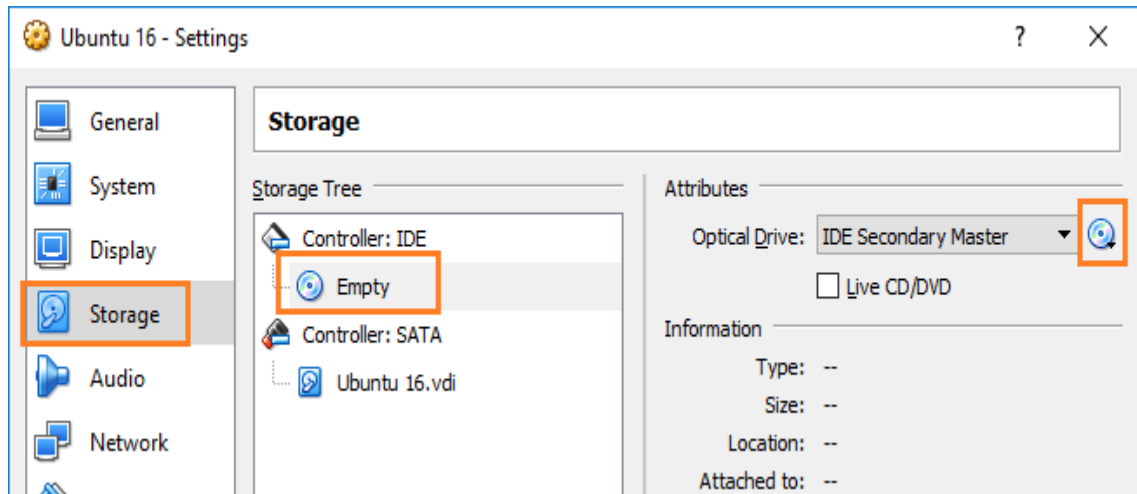 Ubuntu 16 - Settings
?
General
System
Display
Storage
Audio
Network
Storage
Storage Tree
Controller: IDE
Empty
Controller: SATA
Ubuntu 16.vdi
Attributes
Optical Drive: IDE Secondary Master
Live CD/DVD
Information
Type: --
Size: --
Location: --
Attached to: --